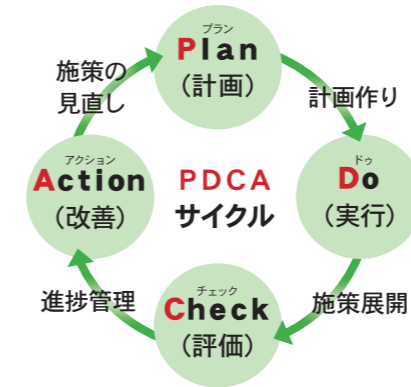 プラン
Plan
（計画）
施策の
見直し
計画作り
アクション
Action
（改善）
PDCA
サイクル
ドゥ
Do
（実行）
進捗管理
チェック
Check
（評価）
施策展開